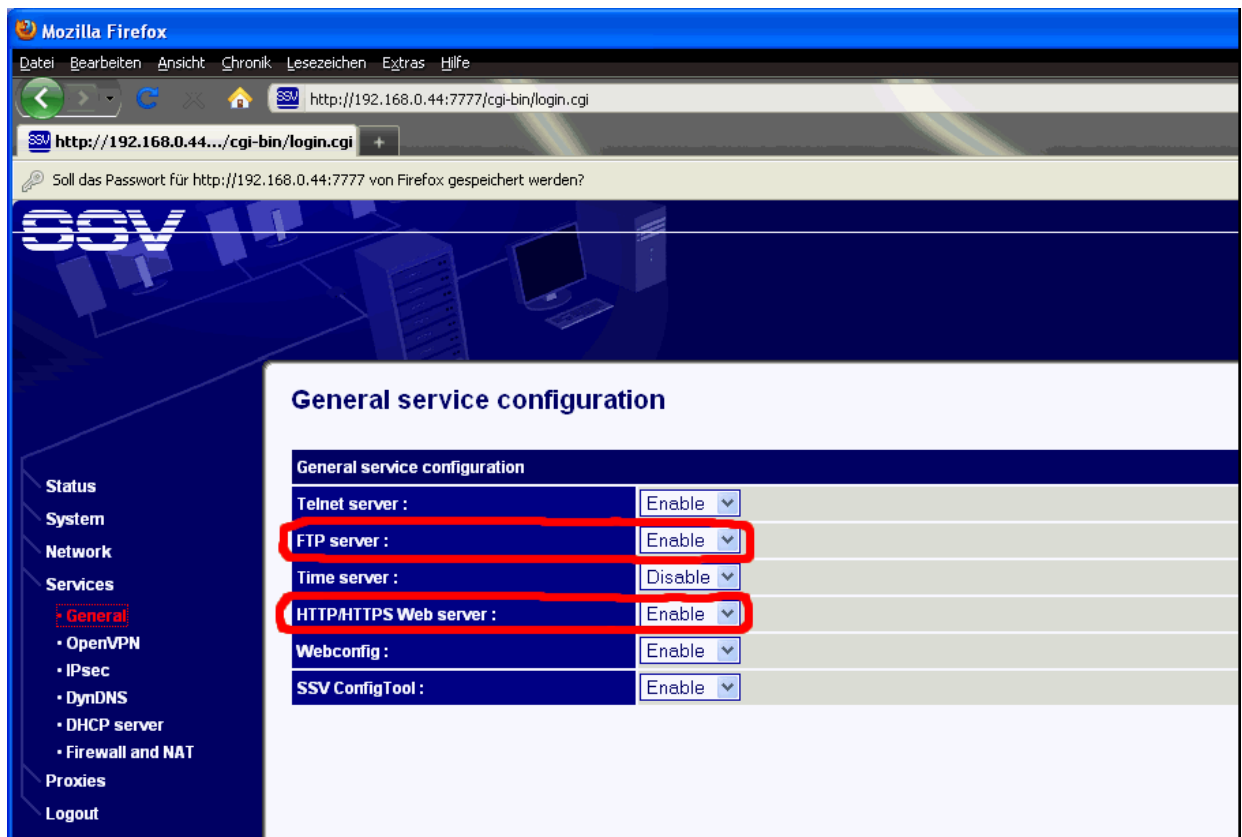 Mozilla Firefox
Datei Bearbeiten Ansicht Chronik Lesezeichen Extras Hilfe
SSV http://192.168.0.44:7777/cgi-bin/login.cgi
SSV http://192.168.0.44.../cgi-bin/login.cgi +
Soll das Passwort für http://192.168.0.44:7777 von Firefox gespeichert werden?
SSV
General service configuration
General service configuration
Telnet server : Enable
FTP server : Enable
Time server : Disable
HTTP/HTTPS Web server : Enable
Webconfig : Enable
SSV ConfigTool : Enable
Status
System
Network
Services
• General
• OpenVPN
• IPsec
• DynDNS
• DHCP server
• Firewall and NAT
Proxies
Logout